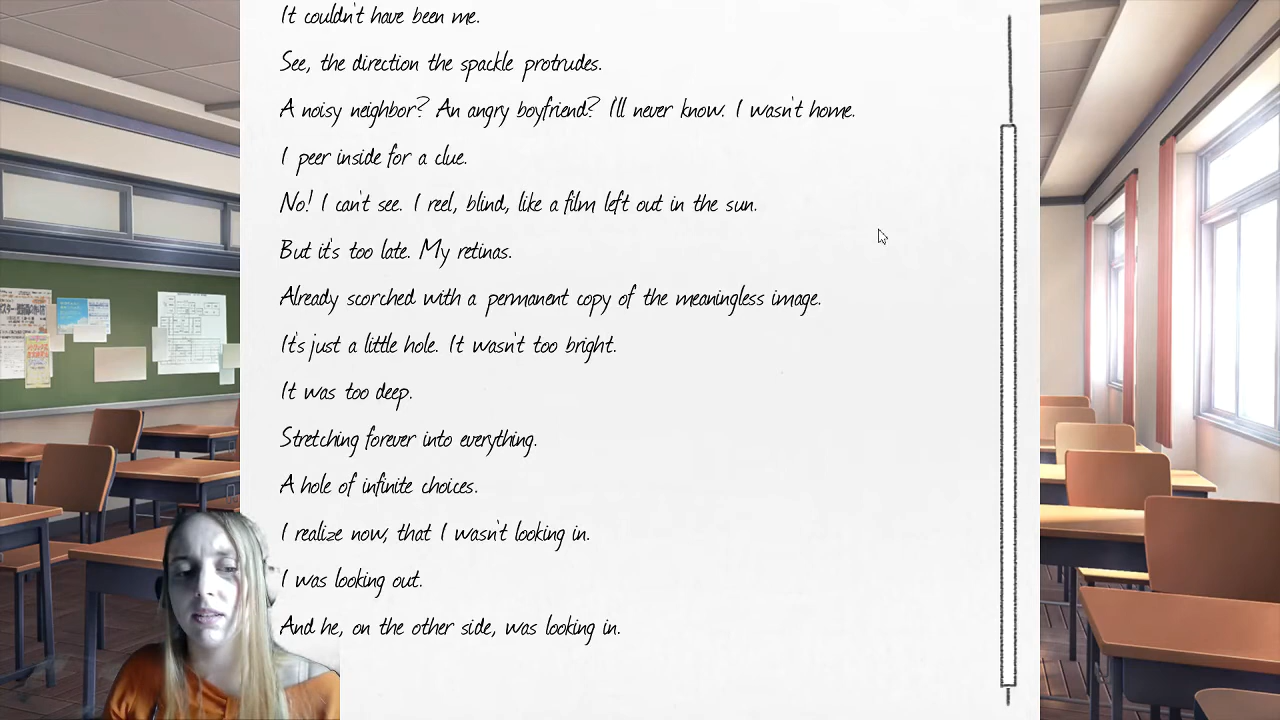 It couldn't have been me.
See, the direction the spackle protrudes.
A noisy neighbor? An angry boyfriend? I'll never know. I wasn't home.
I peer inside for a clue.
No! I can't see. I reel, blind, like a film left out in the sun.
But it's too late. My retinas.
Already scorched with a permanent copy of the meaningless image.
It's just a little hole. It wasn't too bright.
It was too deep.
Stretching forever into everything.
A hole of infinite choices.
I realize now, that I wasn't looking in.
I was looking out.
And he, on the other side, was looking in.